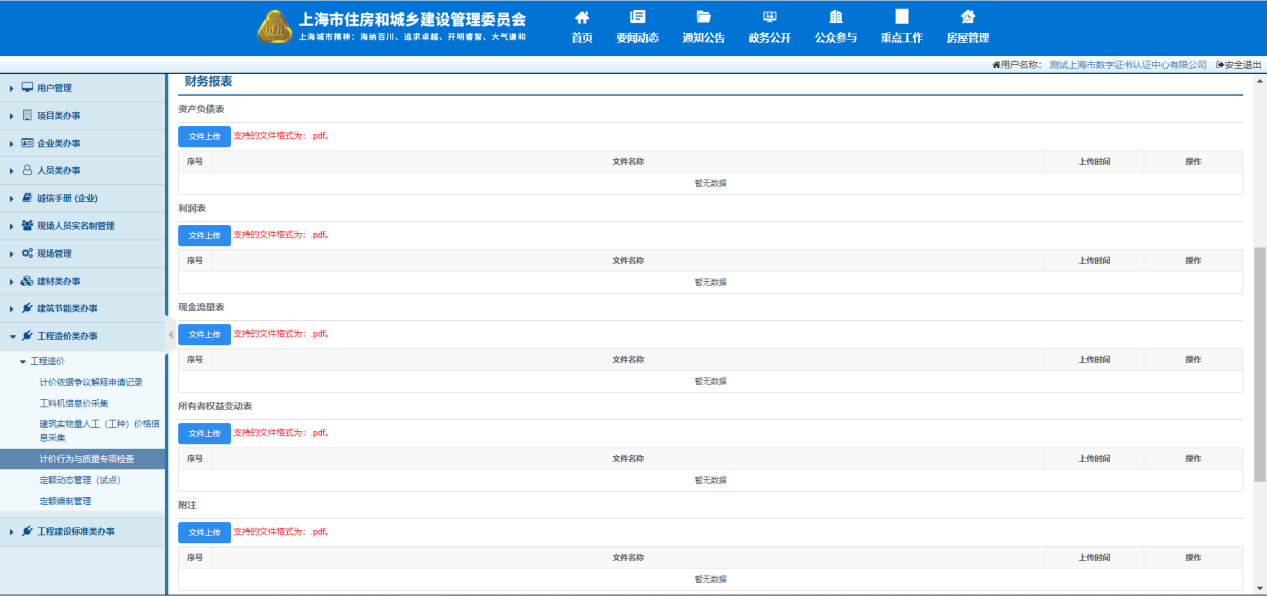 上海市住房和城乡建设管理委员会
上海城市精神：海纳百川、追求卓越、开明睿智、大气谦和
首页 要闻动态 通知公告 政务公开 公众参与 重点工作 房屋管理
用户名称： 测试上海市数字证书认证中心有限公司 安全退出
用户管理
项目类办事
企业类办事
人员类办事
诚信手册 (企业)
现场人员实名制管理
现场管理
建材类办事
建筑节能类办事
工程造价类办事
工程造价
计价依据争议解释申请记录
工料机信息价采集
建筑实物量人工（工种）价格信
息采集
计价行为与质量专项检查
定额动态管理（试点）
定额编制管理
工程建设标准类办事
财务报表
资产负债表
文件上传 支持的文件格式为：.pdf。
序号 文件名称 上传时间 操作
暂无数据
利润表
文件上传 支持的文件格式为：.pdf。
序号 文件名称 上传时间 操作
暂无数据
现金流量表
文件上传 支持的文件格式为：.pdf。
序号 文件名称 上传时间 操作
暂无数据
所有者权益变动表
文件上传 支持的文件格式为：.pdf。
序号 文件名称 上传时间 操作
暂无数据
附注
文件上传 支持的文件格式为：.pdf。
序号 文件名称 上传时间 操作
暂无数据